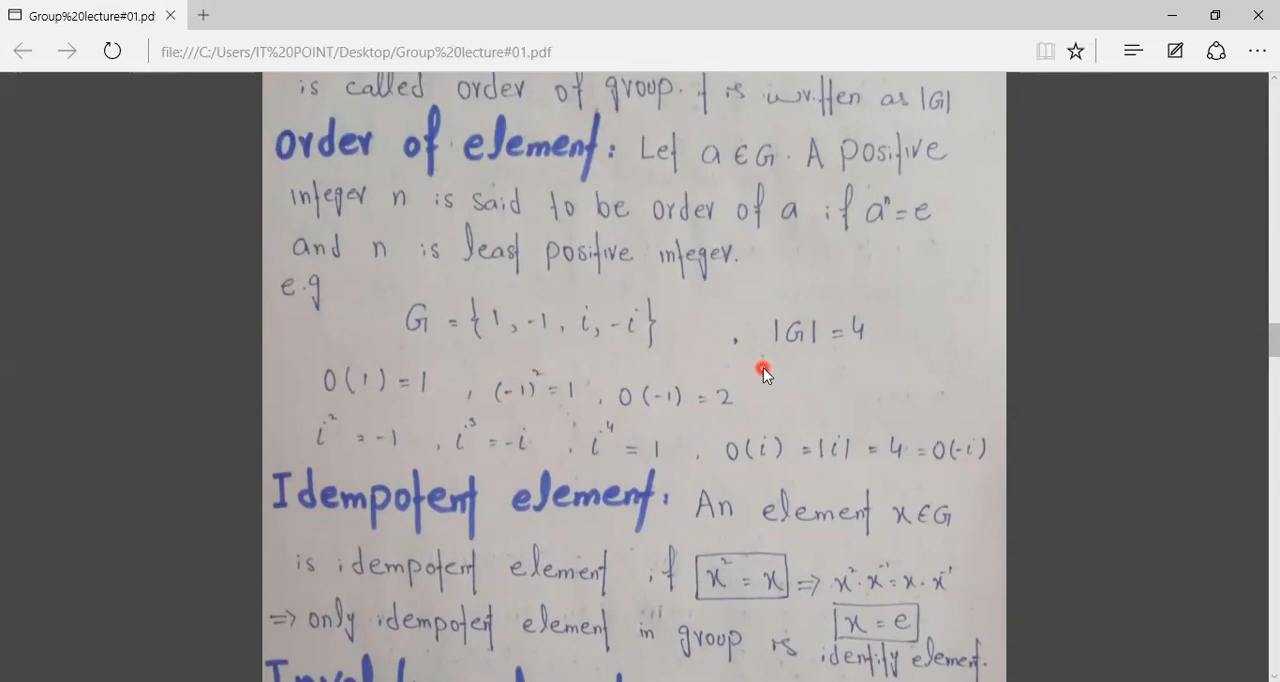 Group%20lecture#01.pd
file:///C:/Users/IT%20POINT/Desktop/Group%20lecture#01.pdf
is called order of group. It is written as |G|
Order of element: Let a ∈ G. A positive
integer n is said to be order of a if aⁿ = e
and n is least positive integer.
e.g
G = {1, -1, i, -i} , |G| = 4
O(1) = 1 , (-1)² = 1 , O(-1) = 2
i² = -1 , i³ = -i , i⁴ = 1 , O(i) = |i| = 4 = O(-i)
Idempotent element: An element x ∈ G
is idempotent element if x² = x ⇒ x²·x⁻¹ = x·x⁻¹
x = e
⇒ only idempotent element in group is identity element.